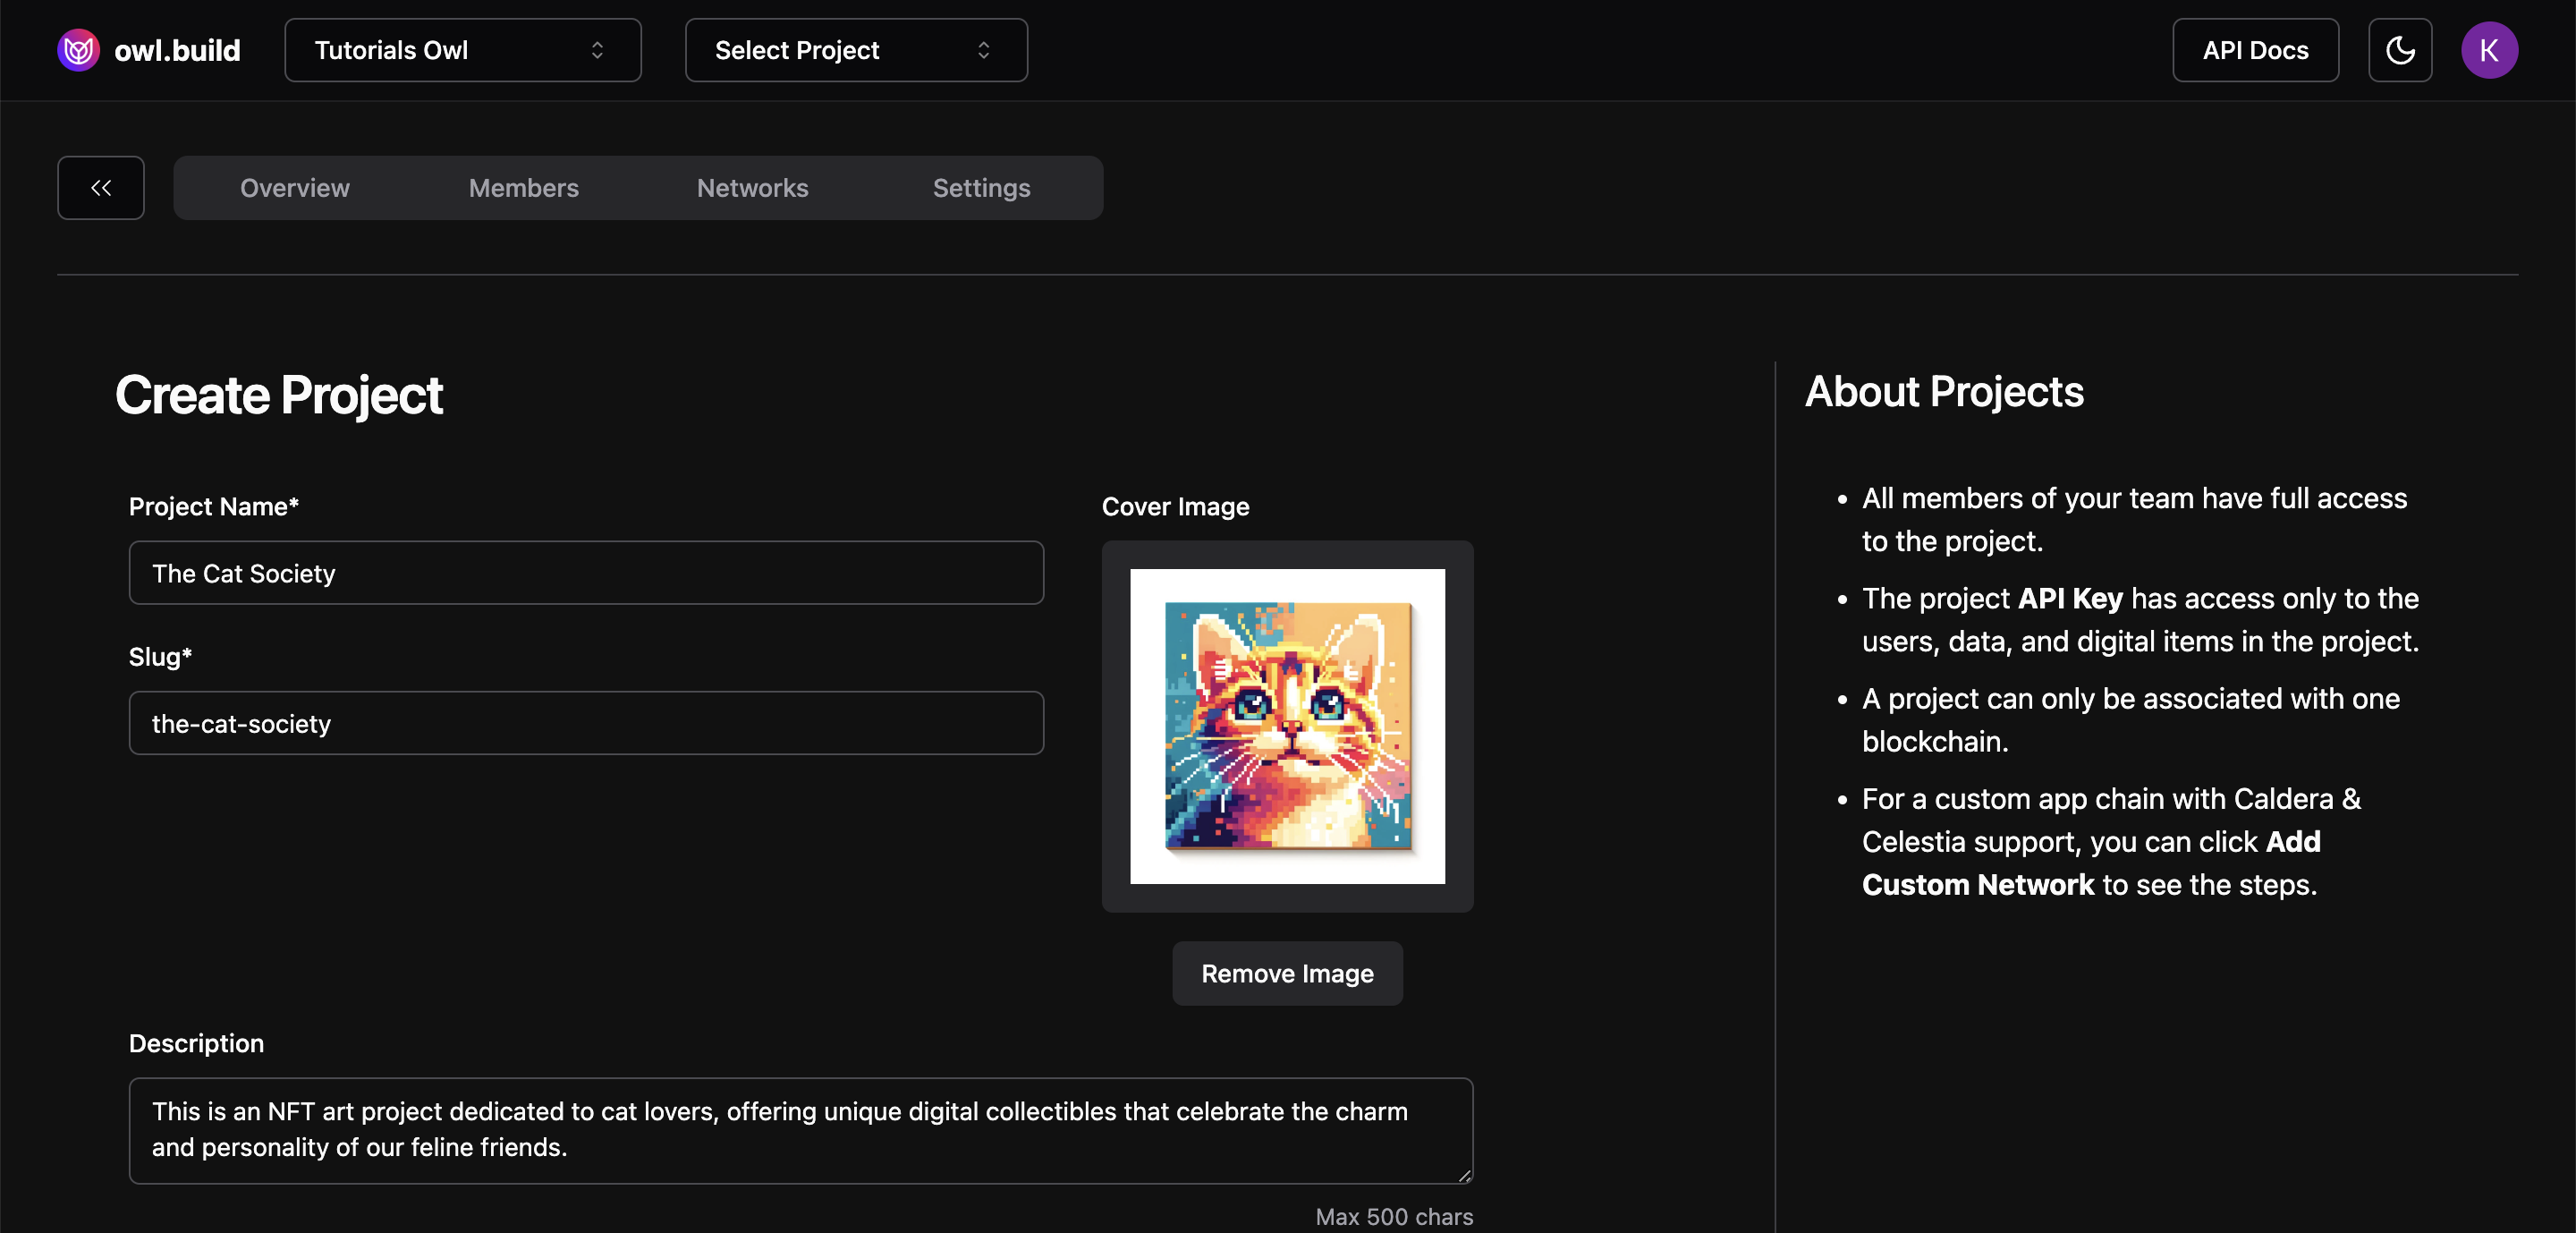 owl.build
Tutorials Owl
Select Project
API Docs
K
Overview
Members
Networks
Settings
Create Project
Project Name*
The Cat Society
Slug*
the-cat-society
Cover Image
Remove Image
Description
This is an NFT art project dedicated to cat lovers, offering unique digital collectibles that celebrate the charm
and personality of our feline friends.
Max 500 chars
About Projects
• All members of your team have full access
to the project.
• The project API Key has access only to the
users, data, and digital items in the project.
• A project can only be associated with one
blockchain.
• For a custom app chain with Caldera &
Celestia support, you can click Add
Custom Network to see the steps.